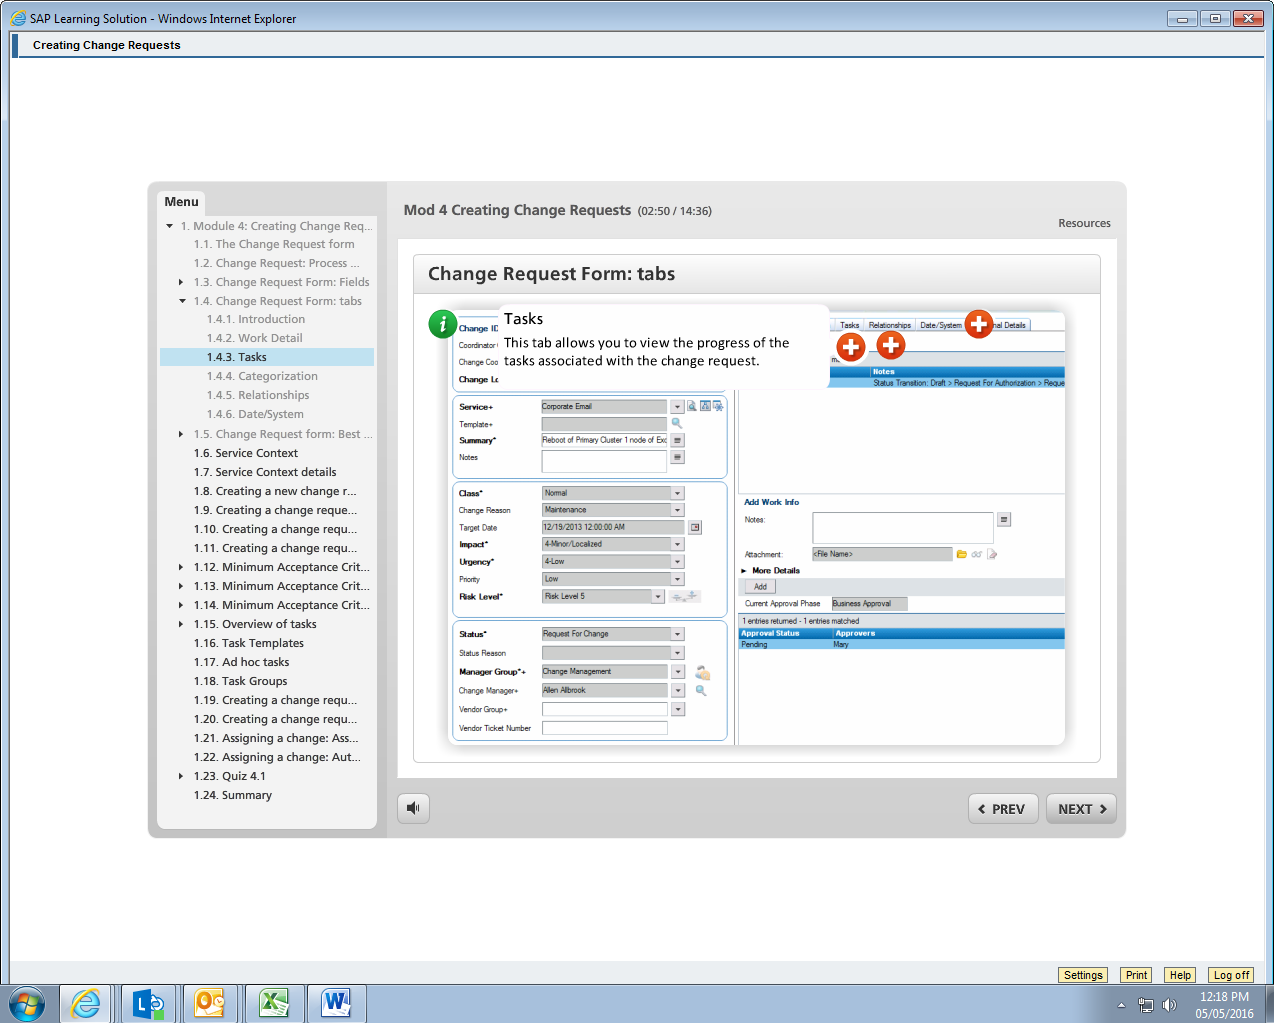 SAP Learning Solution - Windows Internet Explorer
Creating Change Requests
Menu
1. Module 4: Creating Change Req...
1.1. The Change Request form
1.2. Change Request: Process ...
1.3. Change Request Form: Fields
1.4. Change Request Form: tabs
1.4.1. Introduction
1.4.2. Work Detail
1.4.3. Tasks
1.4.4. Categorization
1.4.5. Relationships
1.4.6. Date/System
1.5. Change Request form: Best ...
1.6. Service Context
1.7. Service Context details
1.8. Creating a new change r...
1.9. Creating a change reque...
1.10. Creating a change requ...
1.11. Creating a change requ...
1.12. Minimum Acceptance Crit...
1.13. Minimum Acceptance Crit...
1.14. Minimum Acceptance Crit...
1.15. Overview of tasks
1.16. Task Templates
1.17. Ad hoc tasks
1.18. Task Groups
1.19. Creating a change requ...
1.20. Creating a change requ...
1.21. Assigning a change: Ass...
1.22. Assigning a change: Aut...
1.23. Quiz 4.1
1.24. Summary
Mod 4 Creating Change Requests (02:50 / 14:36)
Resources
Change Request Form: tabs
Tasks
This tab allows you to view the progress of the
tasks associated with the change request.
Change ID
Coordinator
Change Coo
Change Lo
Service+ Corporate Email
Template+
Summary* Reboot of Primary Cluster 1 node of Exc
Notes
Class* Normal
Change Reason Maintenance
Target Date 12/19/2013 12:00:00 AM
Impact* 4-Minor/Localized
Urgency* 4-Low
Priority Low
Risk Level* Risk Level 5
Status* Request For Change
Status Reason
Manager Group*+ Change Management
Change Manager+ Allen Allbrook
Vendor Group+
Vendor Ticket Number
Tasks Relationships Date/System nal Details
Notes
Status Transition: Draft > Request For Authorization > Reque
Add Work Info
Notes:
Attachment: <File Name>
More Details
Add
Current Approval Phase Business Approval
1 entries returned - 1 entries matched
Approval Status Approvers
Pending Mary
PREV NEXT
Settings Print Help Log off
12:18 PM
05/05/2016